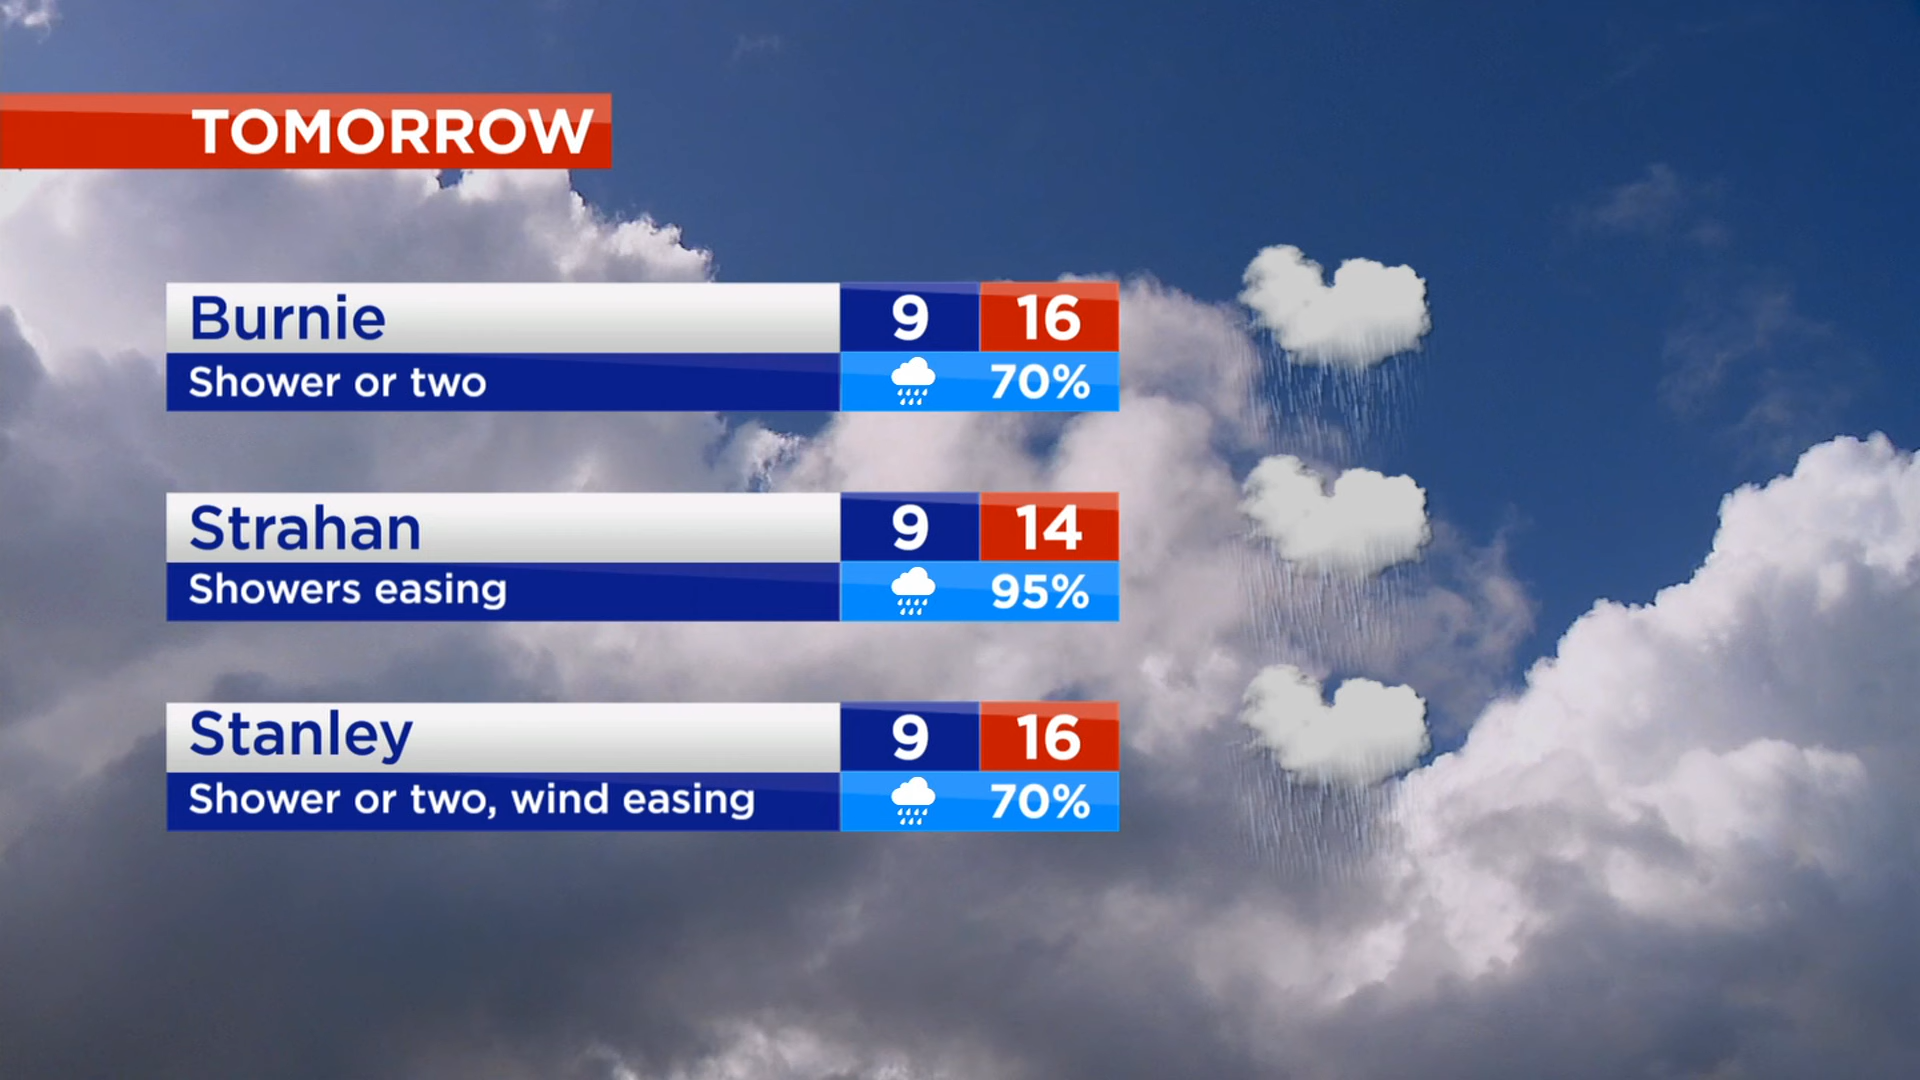 TOMORROW
Burnie 9 16
Shower or two 70%
Strahan 9 14
Showers easing 95%
Stanley 9 16
Shower or two, wind easing 70%